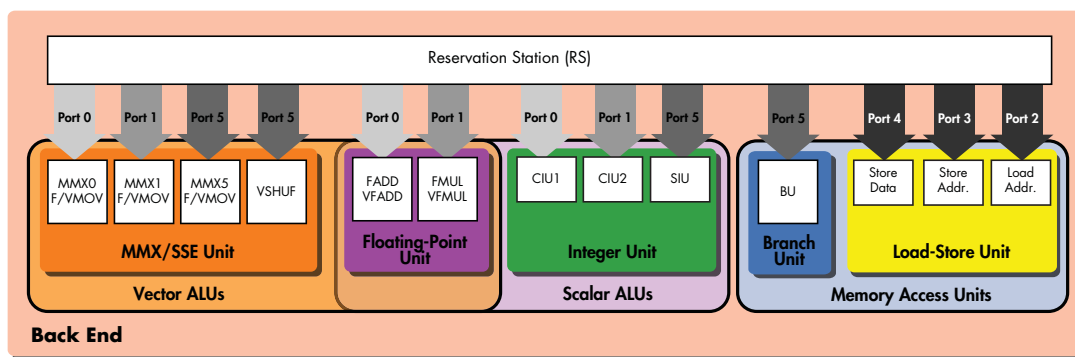 Reservation Station (RS)
Port 0
Port 1
Port 5
Port 5
Port 0
Port 1
Port 0
Port 1
Port 5
Port 5
Port 4
Port 3
Port 2
MMX0
F/VMOV
MMX1
F/VMOV
MMX5
F/VMOV
VSHUF
FADD
VFADD
FMUL
VFMUL
CIU1
CIU2
SIU
BU
Store
Data
Store
Addr.
Load
Addr.
MMX/SSE Unit
Floating-Point
Unit
Integer Unit
Branch
Unit
Load-Store Unit
Vector ALUs
Scalar ALUs
Memory Access Units
Back End